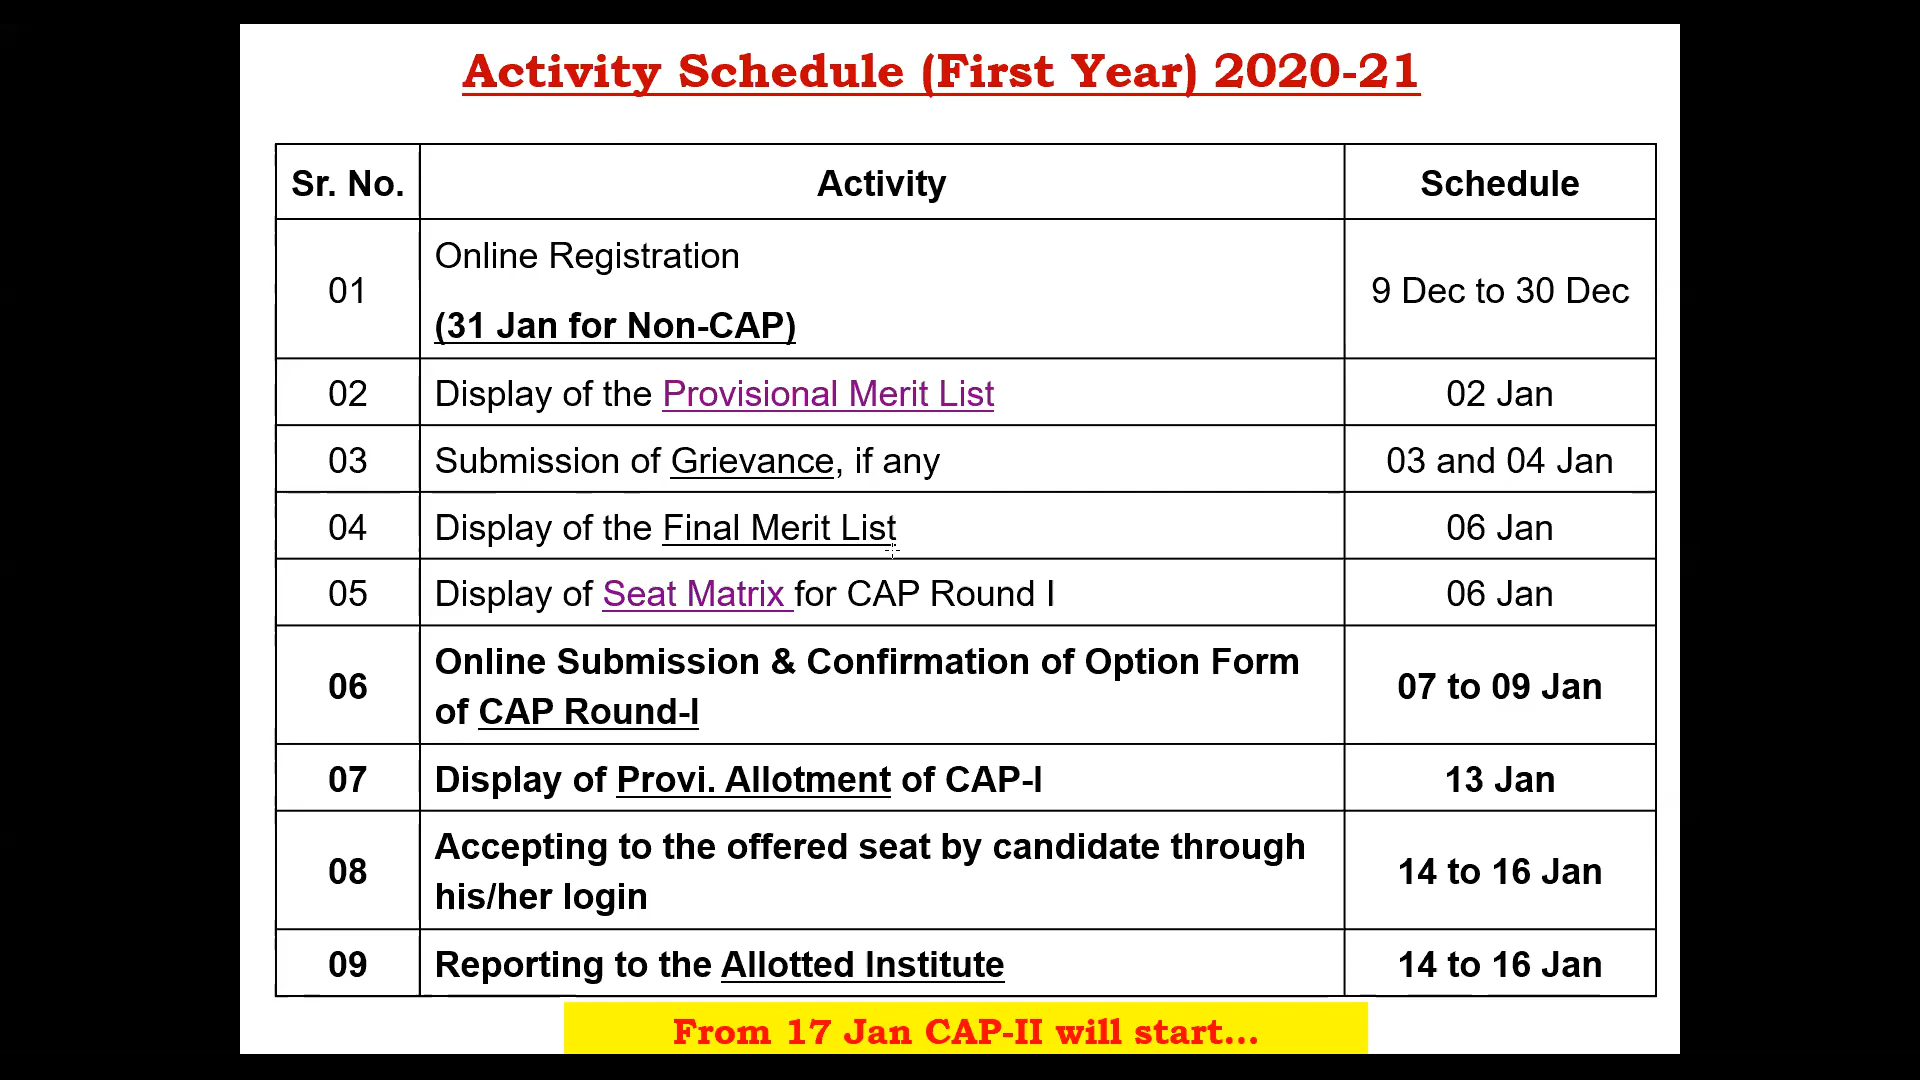 Activity Schedule (First Year) 2020-21
Sr. No. Activity Schedule
01 Online Registration 9 Dec to 30 Dec
(31 Jan for Non-CAP)
02 Display of the Provisional Merit List 02 Jan
03 Submission of Grievance, if any 03 and 04 Jan
04 Display of the Final Merit List 06 Jan
05 Display of Seat Matrix for CAP Round I 06 Jan
06 Online Submission & Confirmation of Option Form 07 to 09 Jan
of CAP Round-I
07 Display of Provi. Allotment of CAP-I 13 Jan
08 Accepting to the offered seat by candidate through 14 to 16 Jan
his/her login
09 Reporting to the Allotted Institute 14 to 16 Jan
From 17 Jan CAP-II will start...